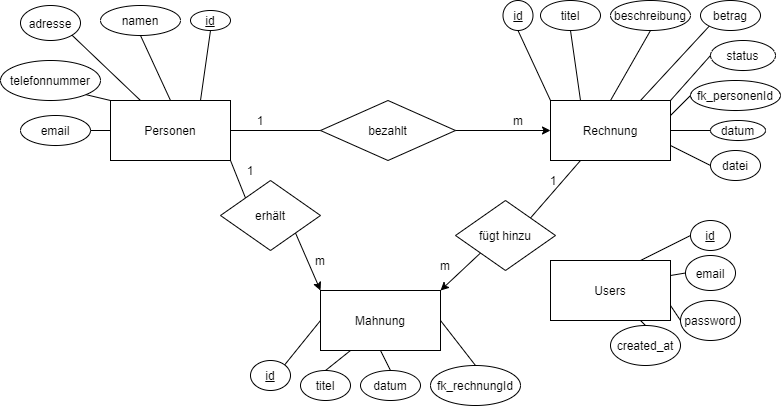 adresse
namen
id
id
titel
beschreibung
betrag
telefonnummer
status
fk_personenId
email
Personen
1
bezahlt
m
Rechnung
datum
datei
1
erhält
1
fügt hinzu
m
m
id
email
Users
password
created_at
Mahnung
id
titel
datum
fk_rechnungId